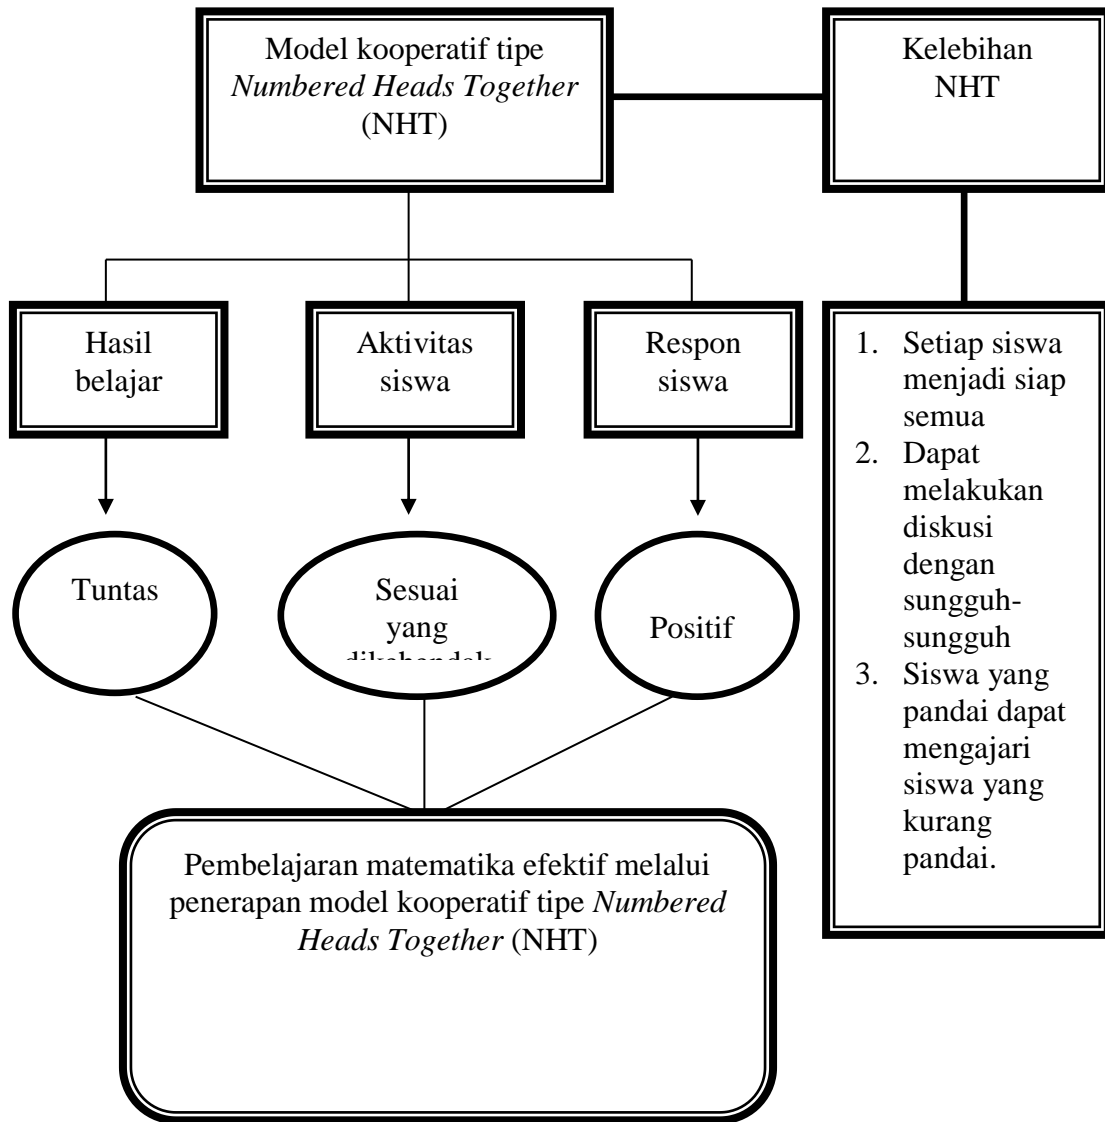 Model kooperatif tipe
Numbered Heads Together
(NHT)
Kelebihan
NHT
Hasil
belajar
Aktivitas
siswa
Respon
siswa
1. Setiap siswa
menjadi siap
semua
2. Dapat
melakukan
diskusi
dengan
sungguh-
sungguh
3. Siswa yang
pandai dapat
mengajari
siswa yang
kurang
pandai.
Tuntas
Sesuai
yang
Positif
Pembelajaran matematika efektif melalui
penerapan model kooperatif tipe Numbered
Heads Together (NHT)